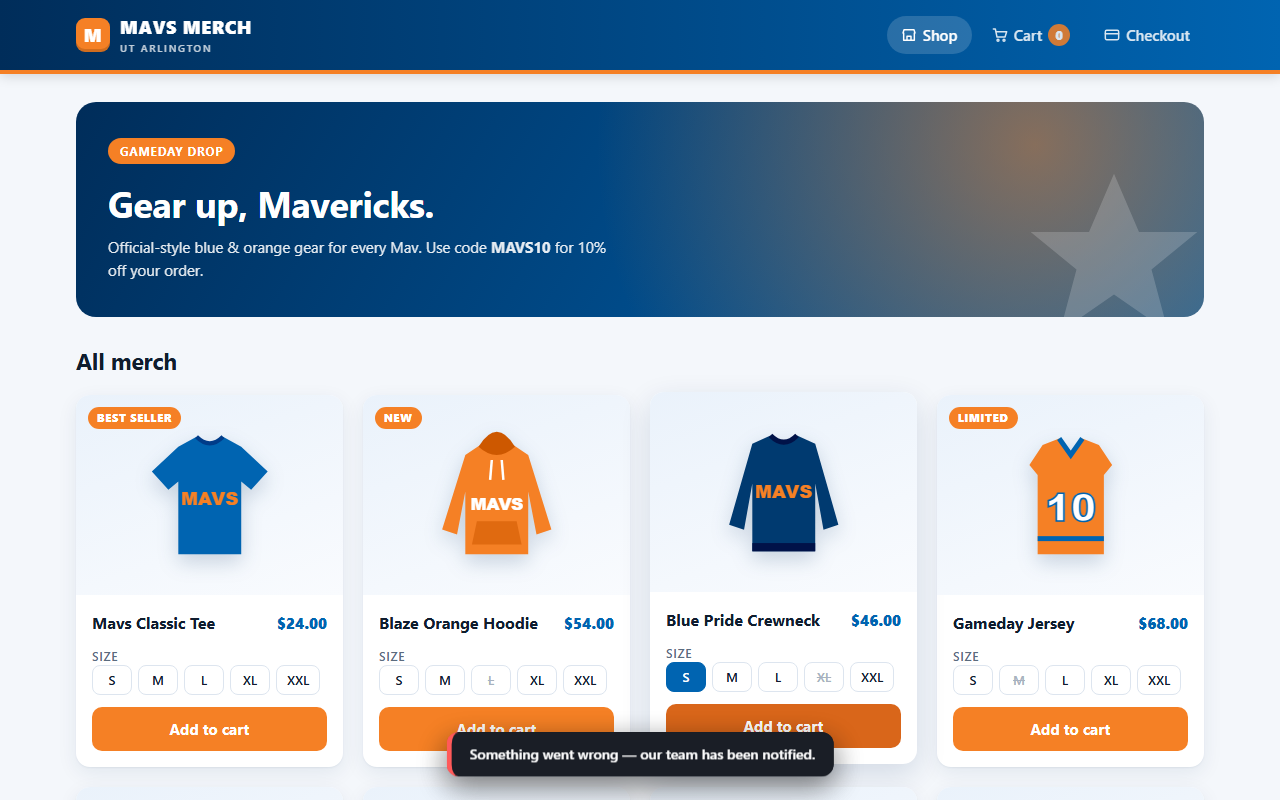 M
MAVS MERCH
UT ARLINGTON
Shop
Cart 0
Checkout
GAMEDAY DROP
Gear up, Mavericks.
Official-style blue & orange gear for every Mav. Use code MAVS10 for 10%
off your order.
All merch
BEST SELLER
NEW
LIMITED
MAVS
MAVS
MAVS
10
Mavs Classic Tee $24.00
SIZE
S M L XL XXL
Add to cart
Blaze Orange Hoodie $54.00
SIZE
S M L XL XXL
Add to cart
Blue Pride Crewneck $46.00
SIZE
S M L XL XXL
Add to cart
Gameday Jersey $68.00
SIZE
S M L XL XXL
Add to cart
Something went wrong — our team has been notified.